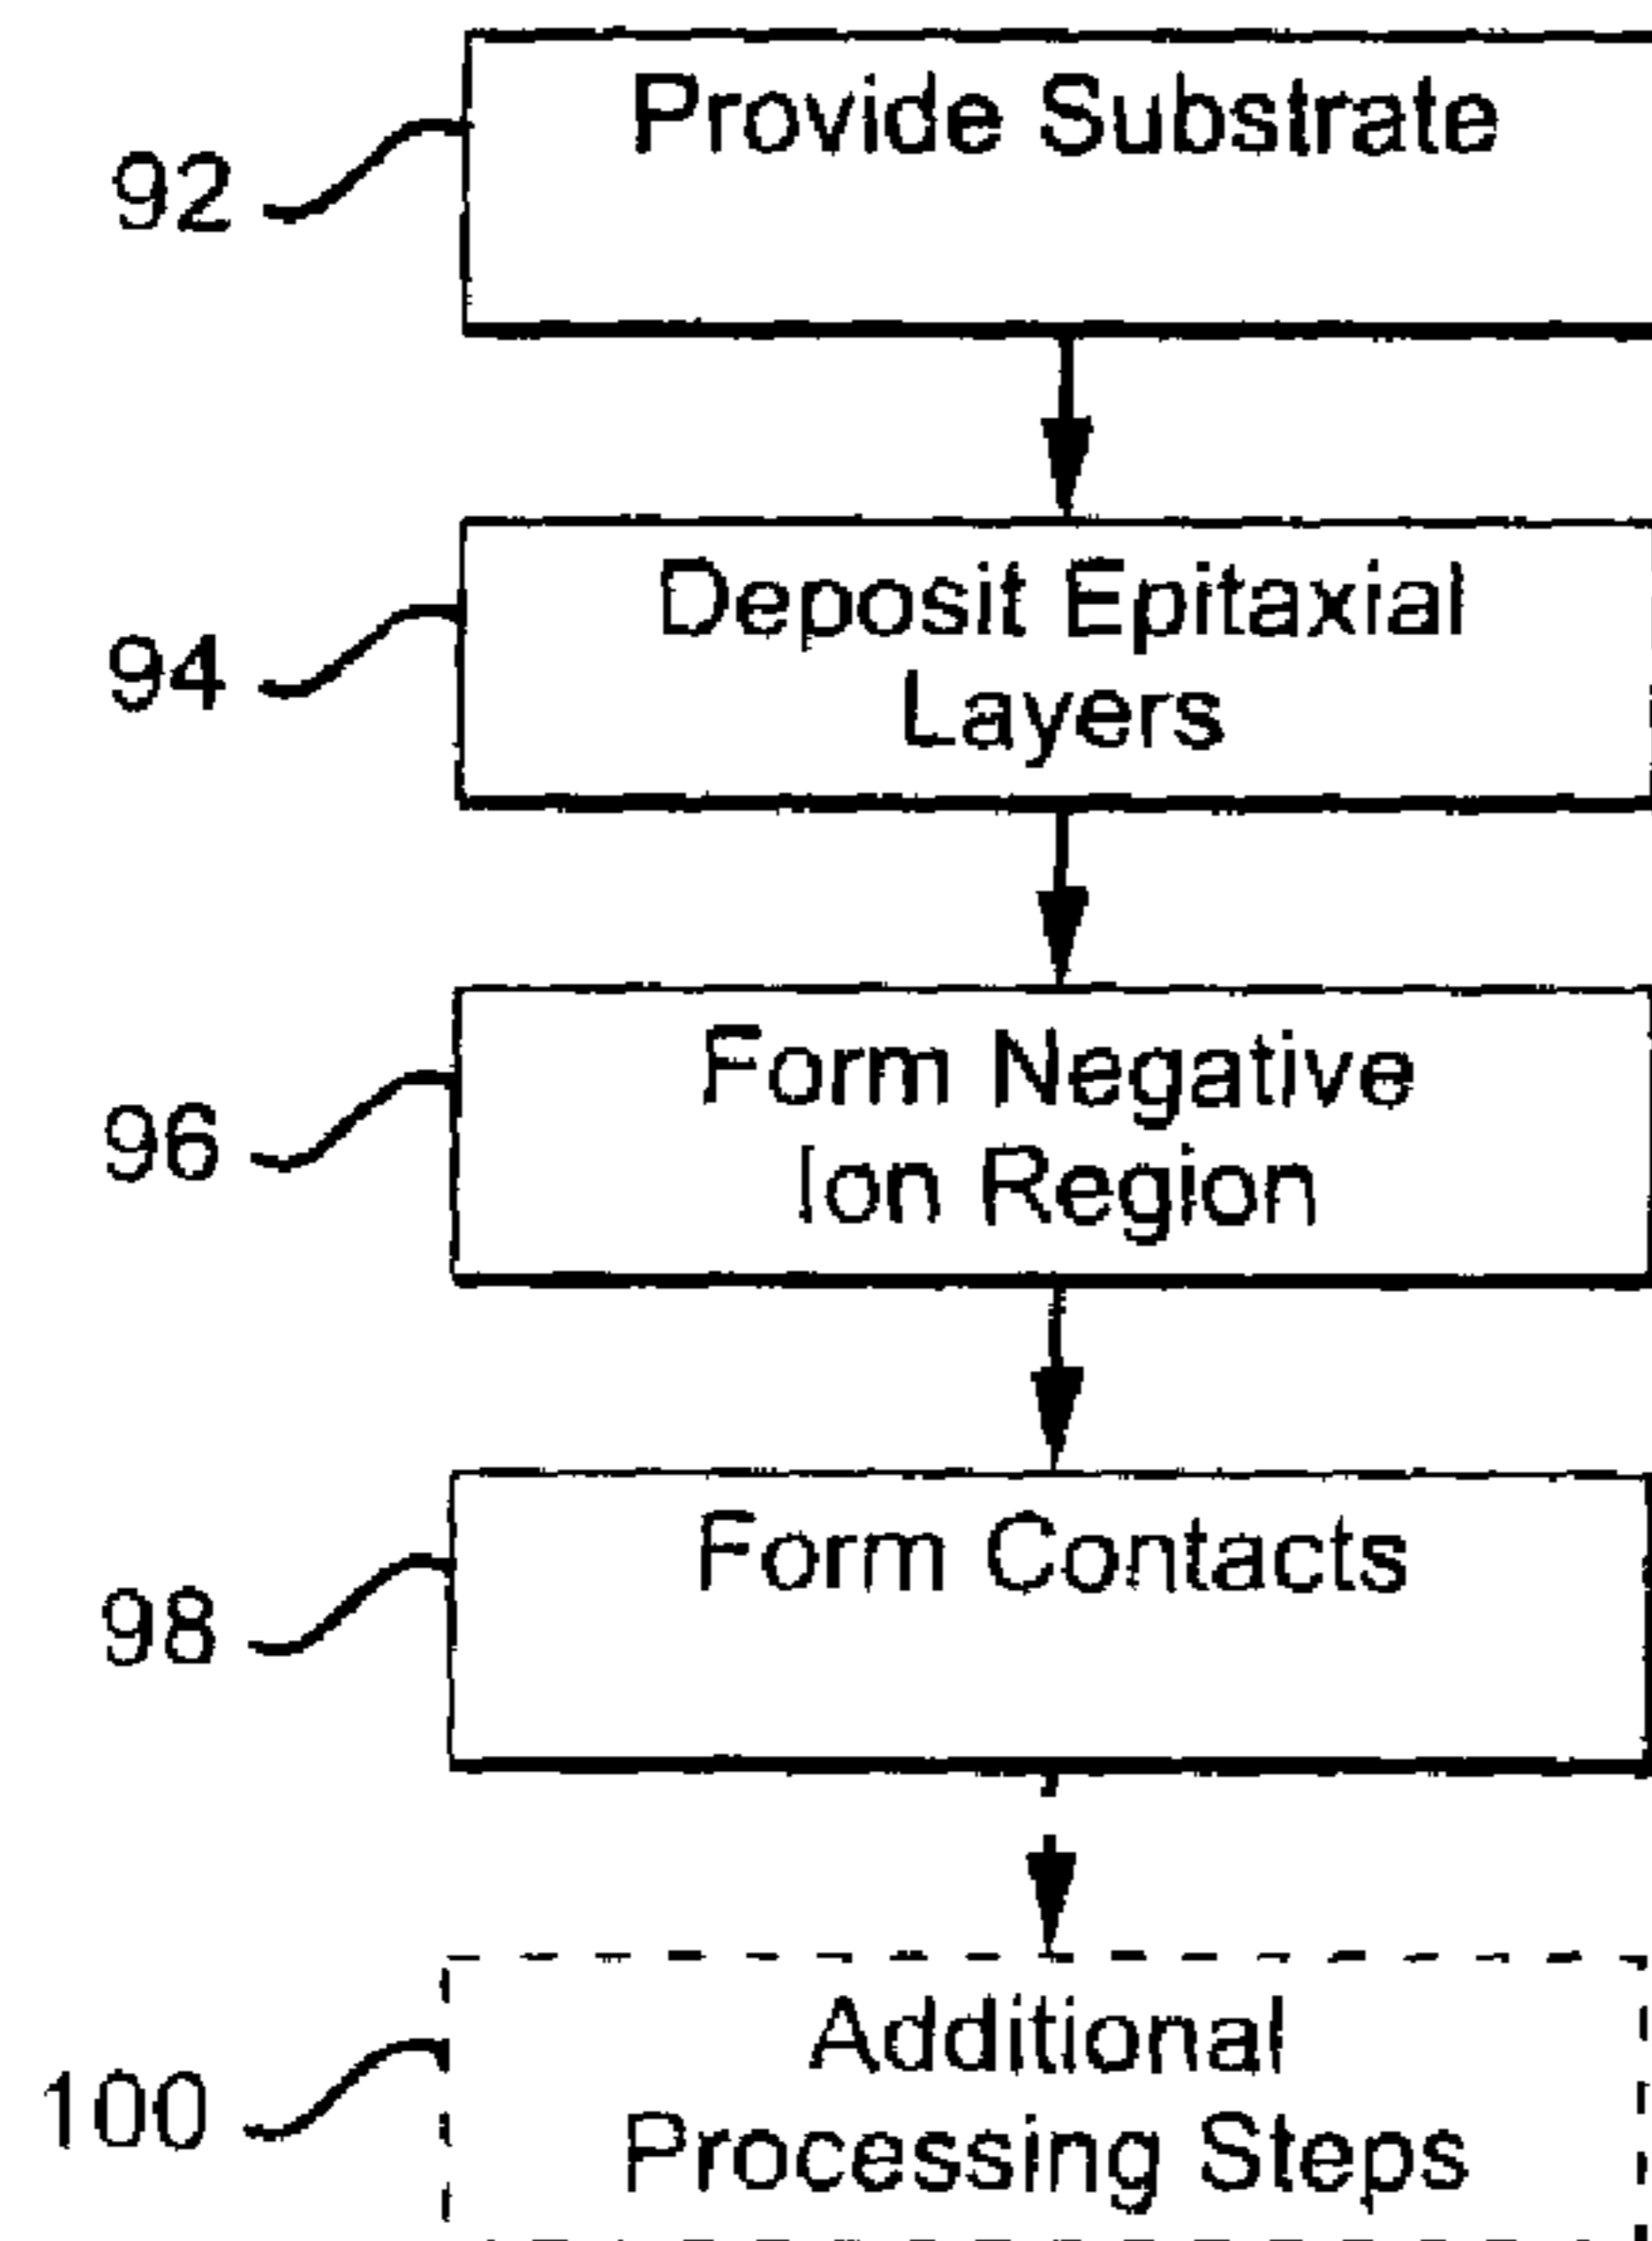 92
Provide Substrate
94
Deposit Epitaxial
Layers
96
Form Negative
Ion Region
98
Form Contacts
100
Additional
Processing Steps